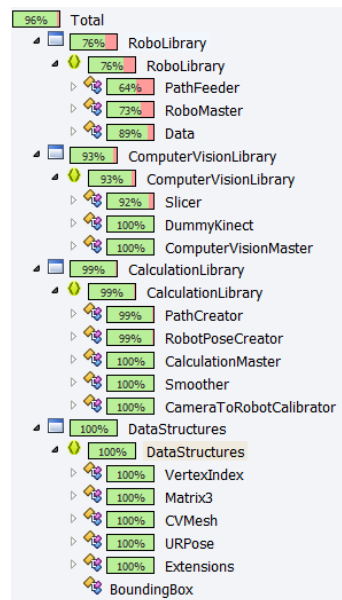 96% Total
76% RoboLibrary
76% RoboLibrary
64% PathFeeder
73% RoboMaster
89% Data
93% ComputerVisionLibrary
93% ComputerVisionLibrary
92% Slicer
100% DummyKinect
100% ComputerVisionMaster
99% CalculationLibrary
99% CalculationLibrary
99% PathCreator
99% RobotPoseCreator
100% CalculationMaster
100% Smoother
100% CameraToRobotCalibrator
100% DataStructures
100% DataStructures
100% VertexIndex
100% Matrix3
100% CVMesh
100% URPose
100% Extensions
BoundingBox